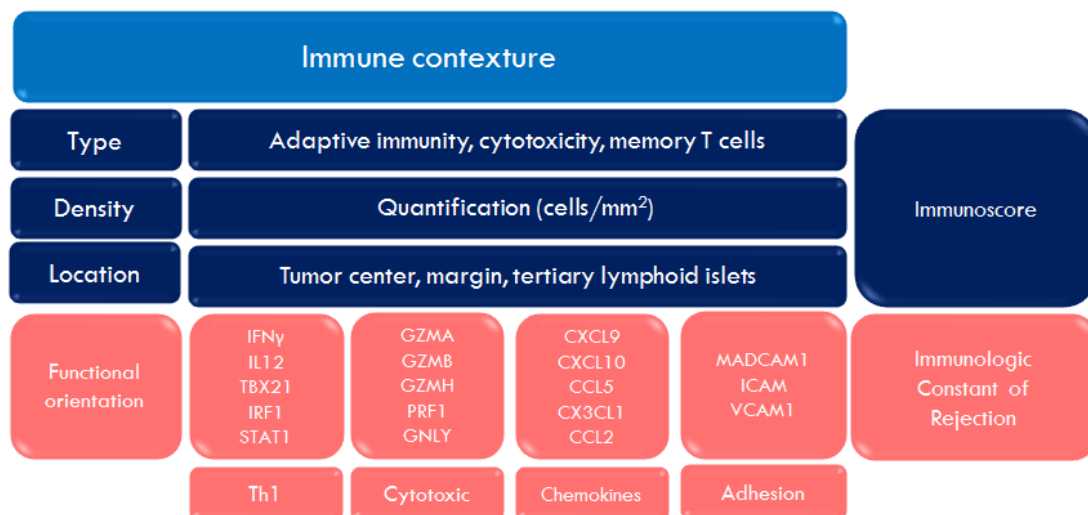 Immune contexture
Type
Adaptive immunity, cytotoxicity, memory T cells
Density
Quantification (cells/mm²)
Location
Tumor center, margin, tertiary lymphoid islets
Immunoscore
Functional
orientation
IFNγ
IL12
TBX21
IRF1
STAT1
GZMA
GZMB
GZMH
PRF1
GNLY
CXCL9
CXCL10
CCL5
CX3CL1
CCL2
MADCAM1
ICAM
VCAM1
Immunologic
Constant of
Rejection
Th1
Cytotoxic
Chemokines
Adhesion